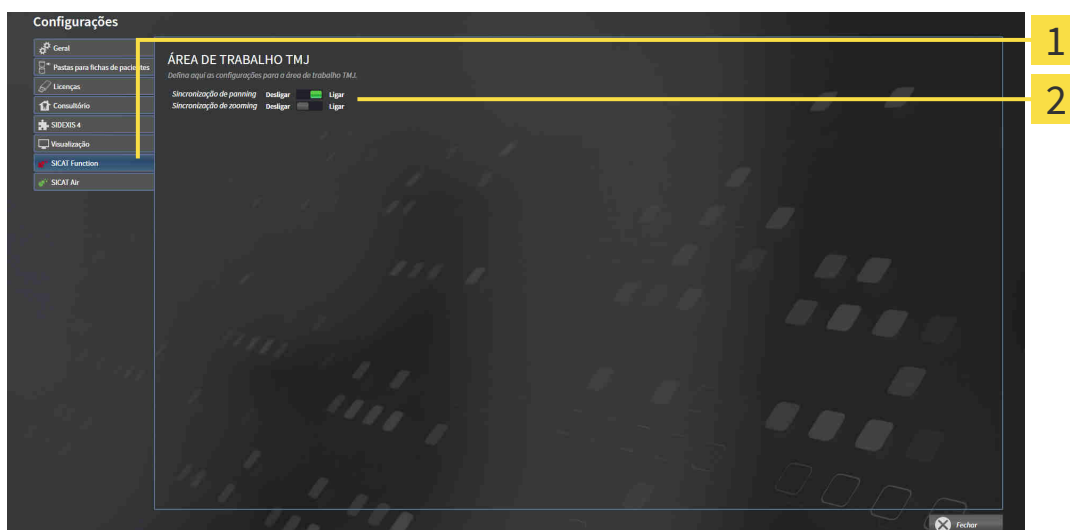 Configurações
1
Geral
Pastas para fichas de pacientes
Licenças
Consultório
SIDEXIS 4
Visualização
SICAT Function
SICAT Air
ÁREA DE TRABALHO TMJ
Defina aqui as configurações para a área de trabalho TMJ.
Sincronização de panning Desligar Ligar
Sincronização de zooming Desligar Ligar
2
Fechar